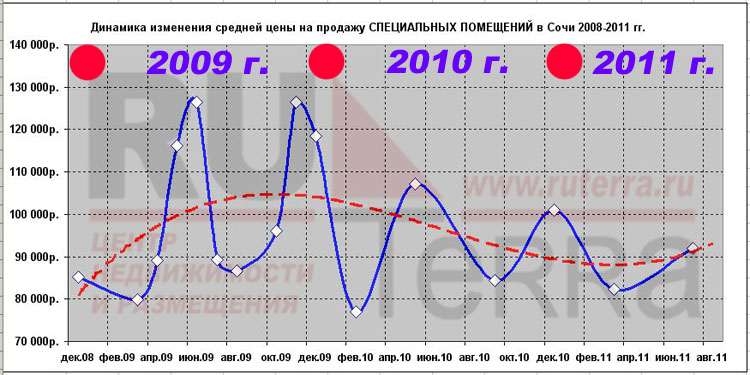 Динамика изменения средней цены на продажу СПЕЦИАЛЬНЫХ ПОМЕЩЕНИЙ в Сочи 2008-2011 гг.
140 000р.
2009 г. 2010 г. 2011 г.
130 000р.
120 000р.
110 000р.
RU
www.ruterra.ru
100 000р.
Terra
ЦЕНТР
90 000р.
НЕДВИЖИМОСТИ
80 000р.
И РАЗМЕЩЕНИЯ
70 000р.
дек.08 фев.09 апр.09 июн.09 авг.09 окт.09 дек.09 фев.10 апр.10 июн.10 авг.10 окт.10 дек.10 фев.11 апр.11 июн.11 авг.11